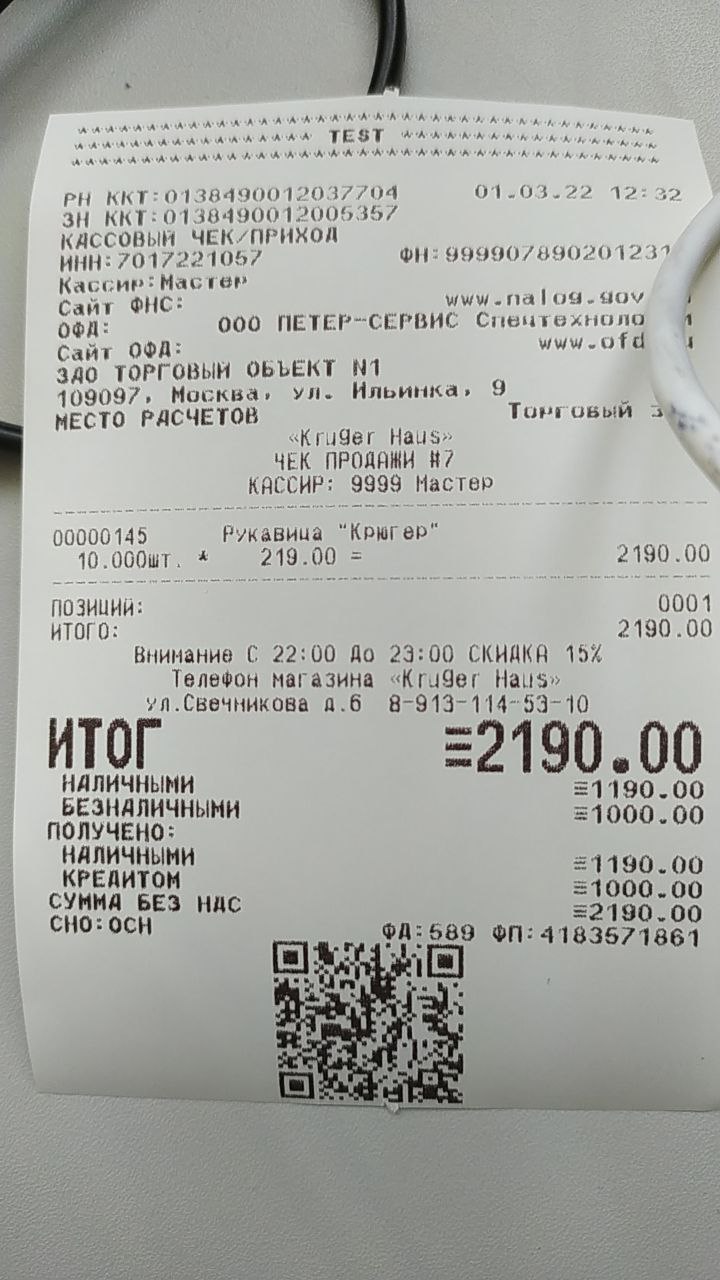 ************************************************
********************* TEST *********************
************************************************
РН ККТ:0138490012037704 01.03.22 12:32
ЗН ККТ:0138490012005357
КАССОВЫЙ ЧЕК/ПРИХОД
ИНН:7017221057 ФН:999907890201231
Кассир:Мастер
Сайт ФНС: www.nalog.gov
ОФД: ООО ПЕТЕР-СЕРВИС Спецтехноло
Сайт ОФД: www.ofd
ЗАО ТОРГОВЫЙ ОБЪЕКТ N1
109097, Москва, ул. Ильинка, 9
МЕСТО РАСЧЕТОВ Торговый з
«Kruger Haus»
ЧЕК ПРОДАЖИ #7
КАССИР: 9999 Мастер
00000145 Рукавица "Крюгер"
10.000шт. * 219.00 = 2190.00
ПОЗИЦИЙ: 0001
ИТОГО: 2190.00
Внимание С 22:00 До 23:00 СКИДКА 15%
Телефон магазина «Kruger Haus»
ул.Свечникова д.6 8-913-114-53-10
ИТОГ ≡2190.00
НАЛИЧНЫМИ ≡1190.00
БЕЗНАЛИЧНЫМИ ≡1000.00
ПОЛУЧЕНО:
НАЛИЧНЫМИ ≡1190.00
КРЕДИТОМ ≡1000.00
СУММА БЕЗ НДС ≡2190.00
СНО:ОСН ФД:589 ФП:4183571861